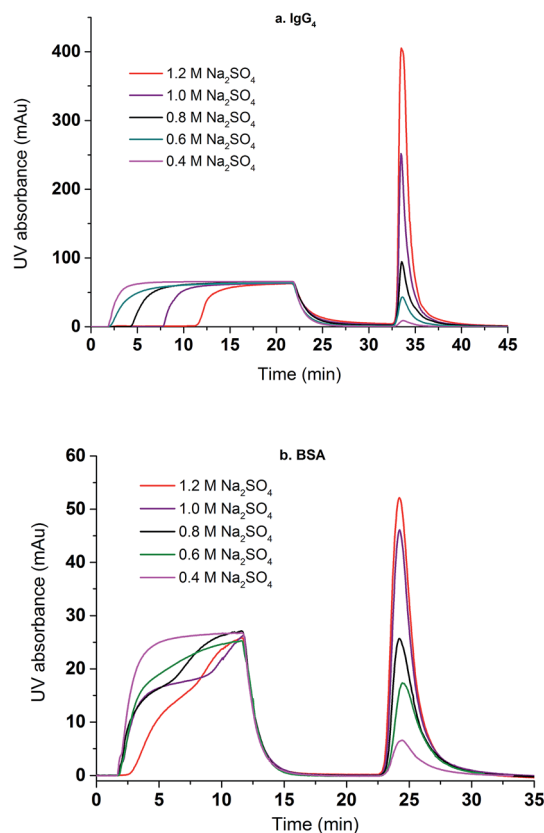 a. IgG₄
UV absorbance (mAu)
400
300
200
100
0
1.2 M Na₂SO₄
1.0 M Na₂SO₄
0.8 M Na₂SO₄
0.6 M Na₂SO₄
0.4 M Na₂SO₄
0 5 10 15 20 25 30 35 40 45
Time (min)
b. BSA
UV absorbance (mAu)
60
50
40
30
20
10
0
1.2 M Na₂SO₄
1.0 M Na₂SO₄
0.8 M Na₂SO₄
0.6 M Na₂SO₄
0.4 M Na₂SO₄
0 5 10 15 20 25 30 35
Time (min)